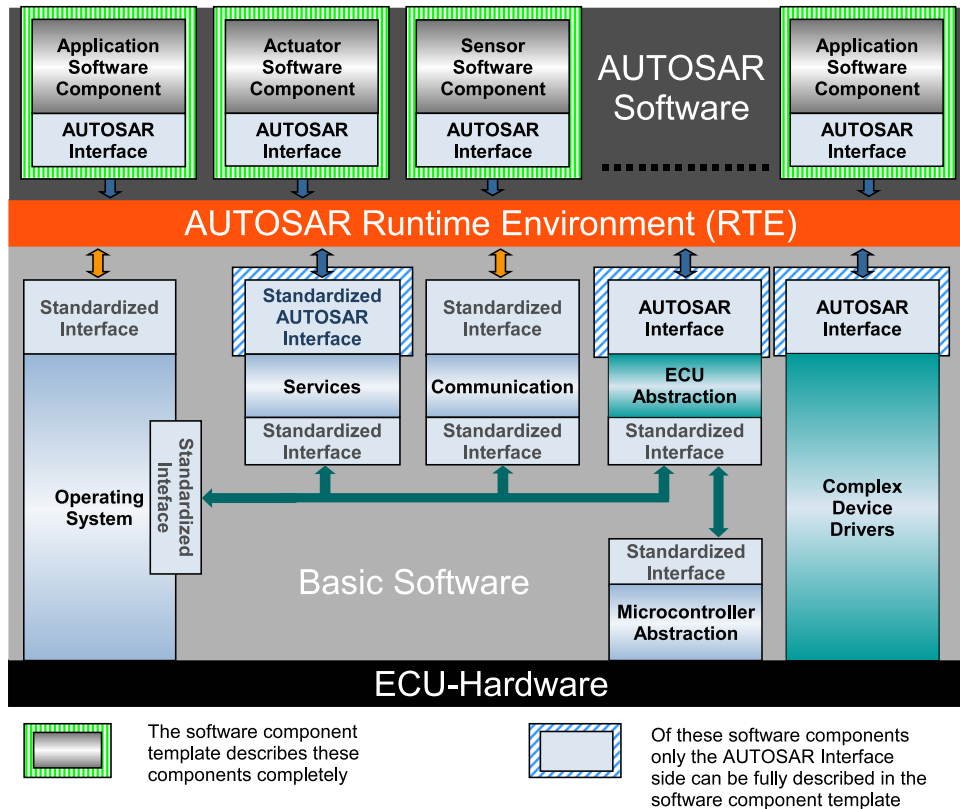 Application
Software
Component
AUTOSAR
Interface
Actuator
Software
Component
AUTOSAR
Interface
Sensor
Software
Component
AUTOSAR
Interface
AUTOSAR
Software
Application
Software
Component
AUTOSAR
Interface
AUTOSAR Runtime Environment (RTE)
Standardized
Interface
Operating
System
Standardized
Inteface
Standardized
AUTOSAR
Interface
Services
Standardized
Interface
Standardized
Interface
Communication
Standardized
Interface
AUTOSAR
Interface
ECU
Abstraction
Standardized
Interface
Standardized
Interface
Microcontroller
Abstraction
AUTOSAR
Interface
Complex
Device
Drivers
Basic Software
ECU-Hardware
The software component
template describes these
components completely
Of these software components
only the AUTOSAR Interface
side can be fully described in the
software component template